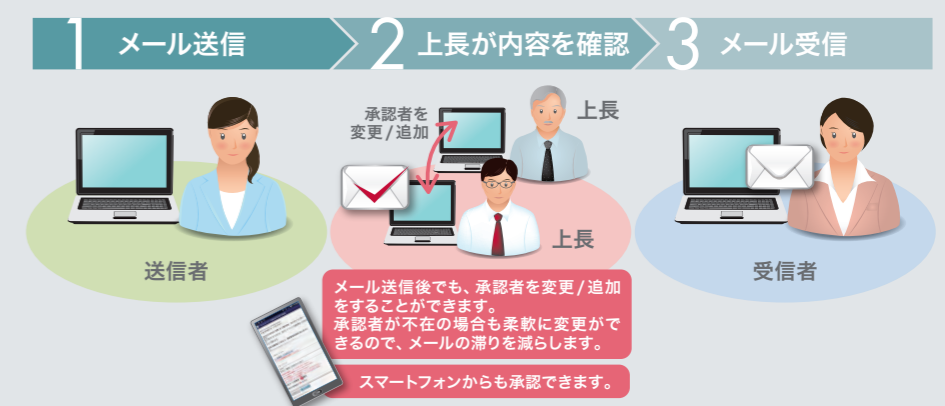 1 メール送信
2 上長が内容を確認
3 メール受信
承認者を
変更/追加
上長
上長
送信者
受信者
メール送信後でも、承認者を変更/追加
をすることができます。
承認者が不在の場合も柔軟に変更がで
きるので、メールの滞りを減らします。
スマートフォンからも承認できます。